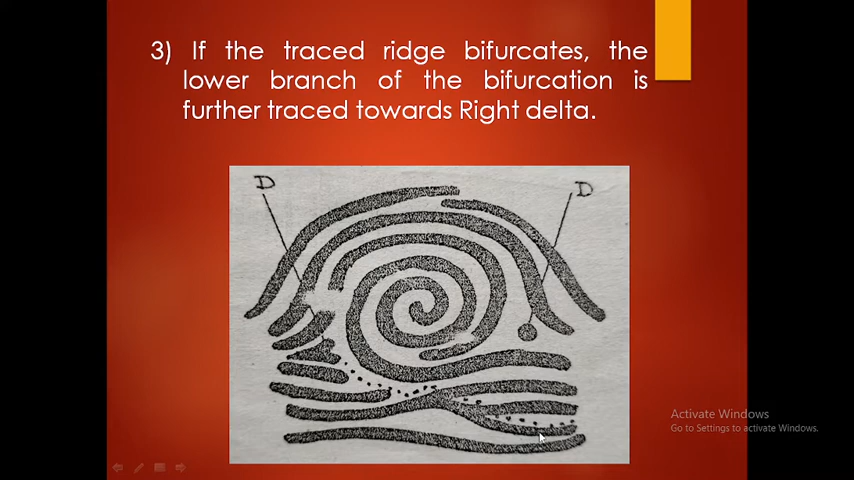 3) If the traced ridge bifurcates, the
lower branch of the bifurcation is
further traced towards Right delta.
D
D
Activate Windows
Go to Settings to activate Windows.